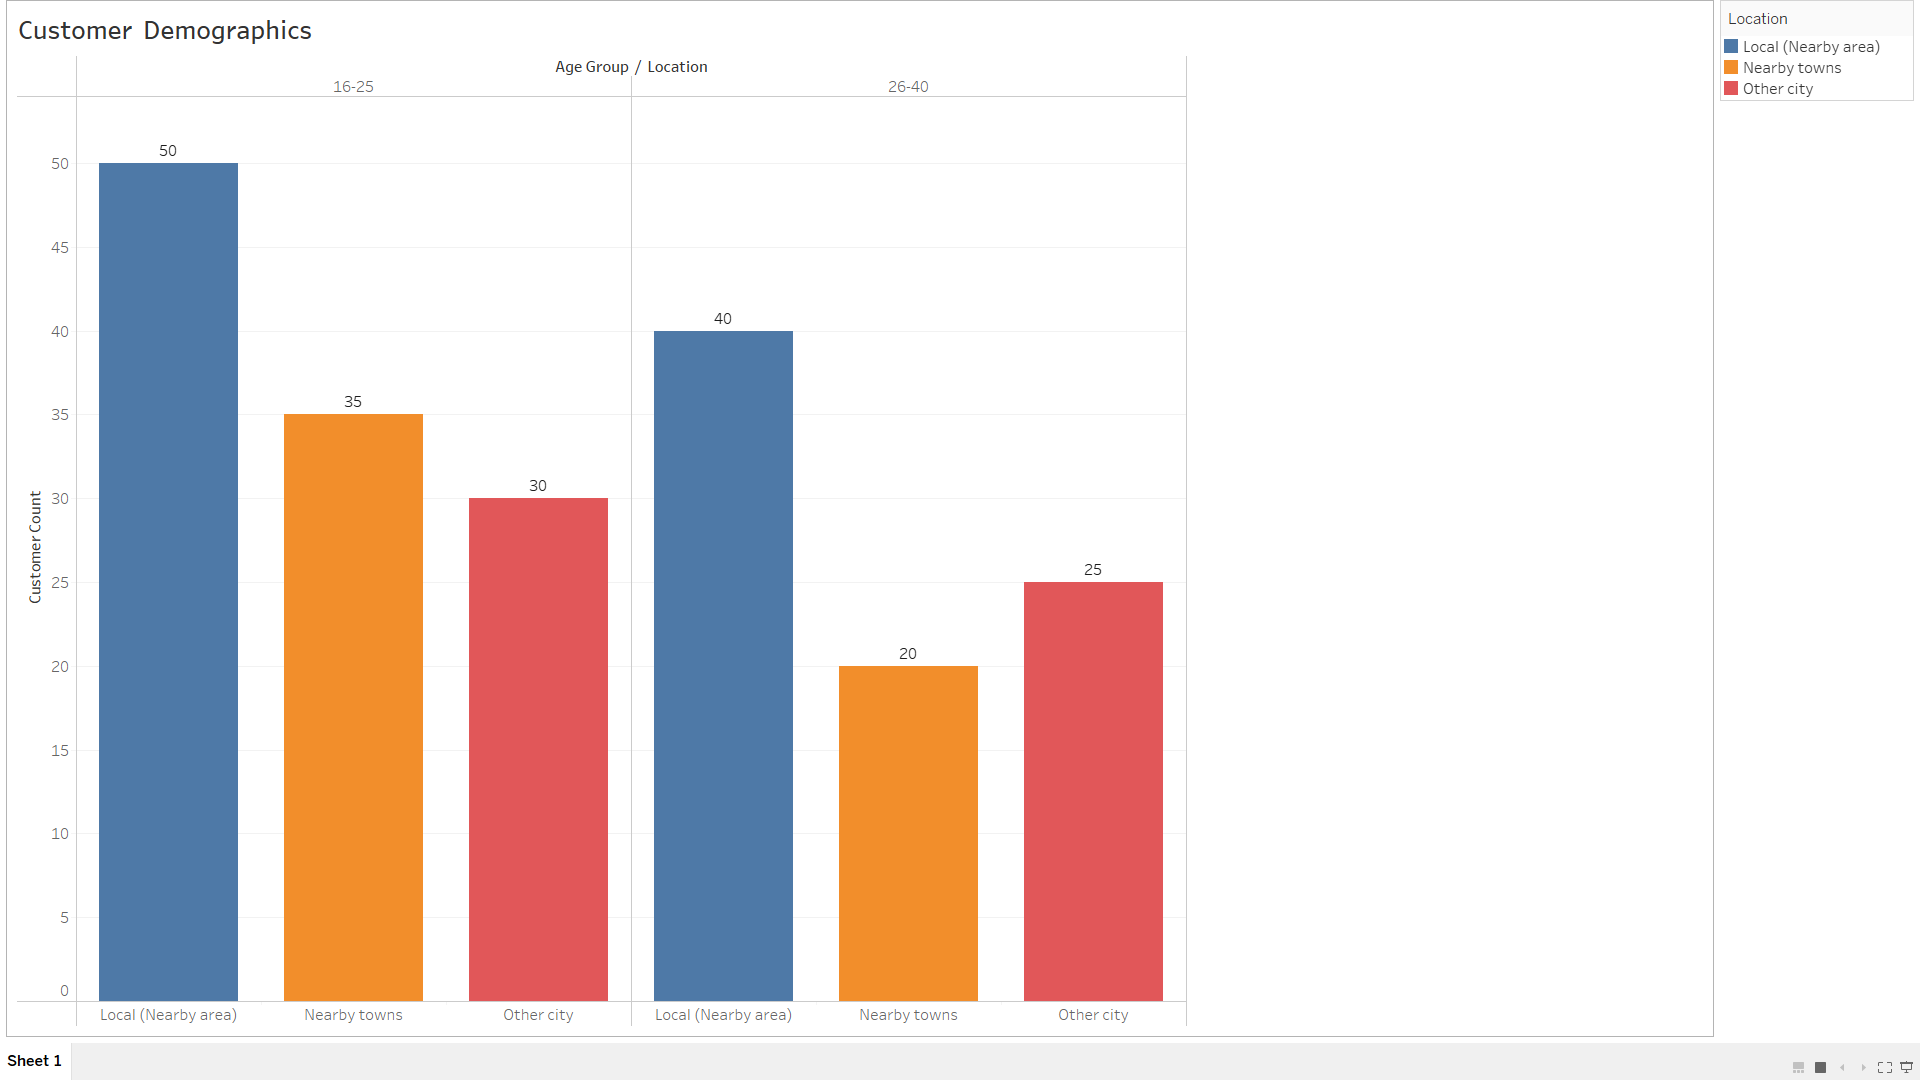 Customer Demographics
Age Group / Location
16-25
26-40
50
45
40
35
30
25
20
15
10
5
0
Customer Count
50
35
30
40
20
25
Local (Nearby area)
Nearby towns
Other city
Local (Nearby area)
Nearby towns
Other city
Location
Local (Nearby area)
Nearby towns
Other city
Sheet 1